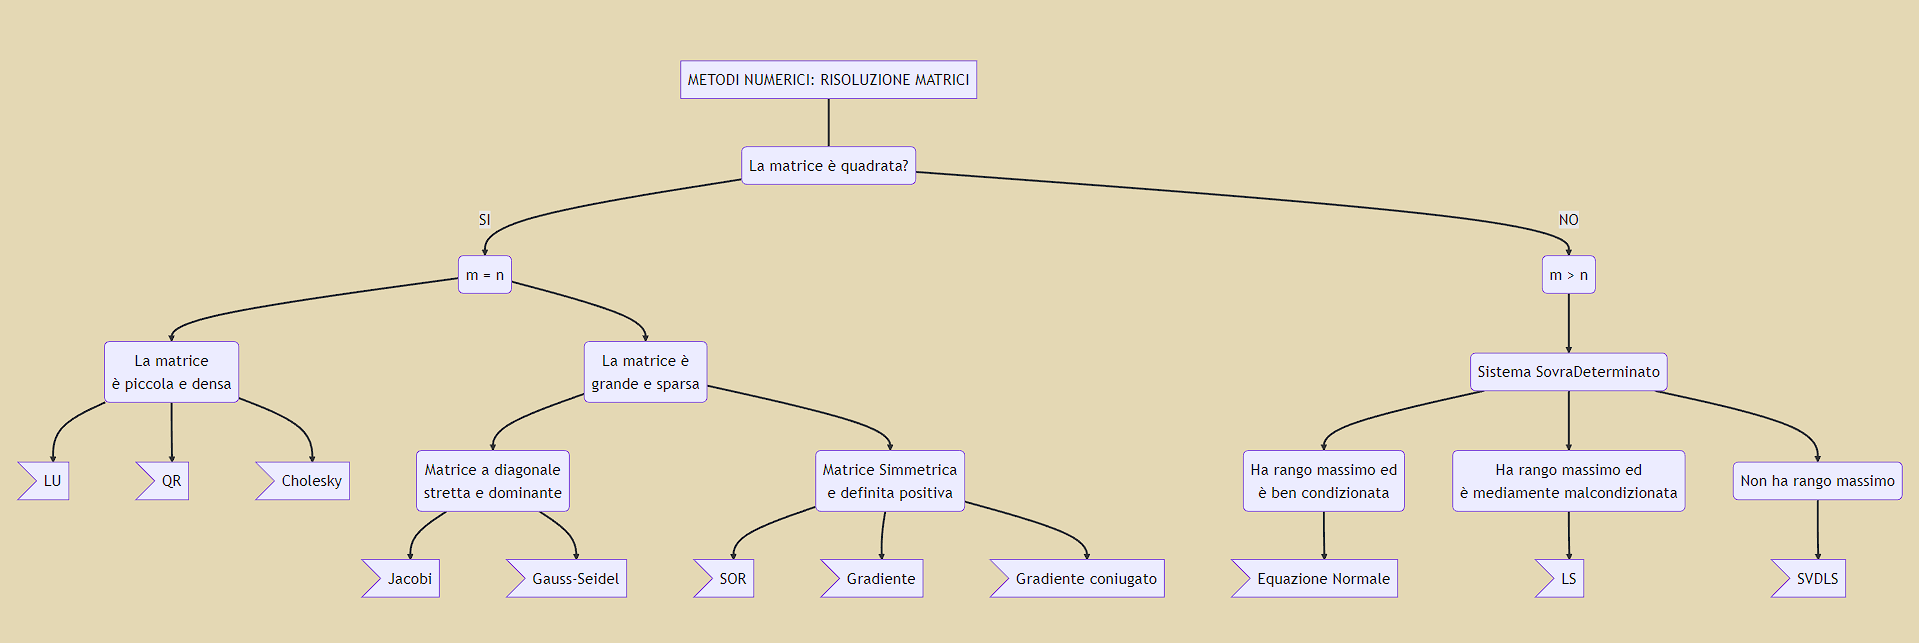 METODI NUMERICI: RISOLUZIONE MATRICI
La matrice è quadrata?
SI
NO
m = n
m > n
La matrice
è piccola e densa
La matrice è
grande e sparsa
Sistema SovraDeterminato
LU
QR
Cholesky
Matrice a diagonale
stretta e dominante
Matrice Simmetrica
e definita positiva
Ha rango massimo ed
è ben condizionata
Ha rango massimo ed
è mediamente malcondizionata
Non ha rango massimo
Jacobi
Gauss-Seidel
SOR
Gradiente
Gradiente coniugato
Equazione Normale
LS
SVDLS